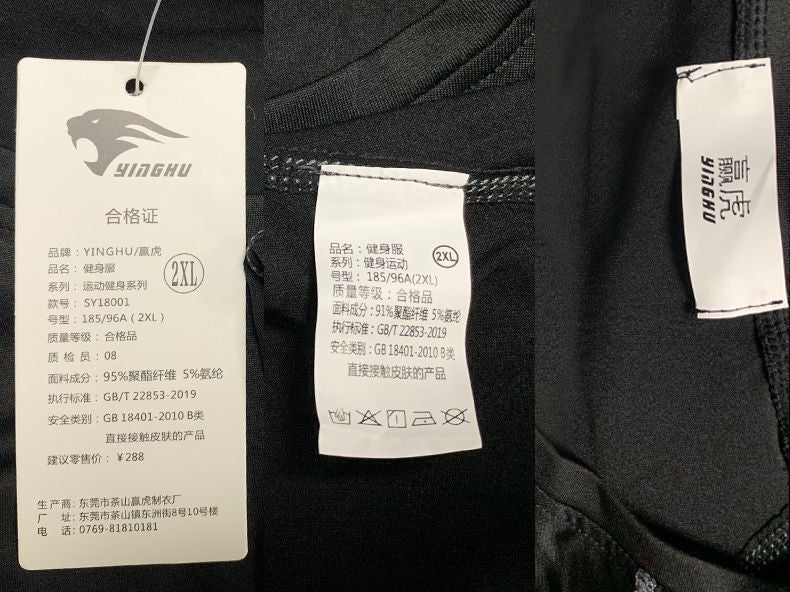 YINGHU
合格证
品牌：YINGHU/赢虎
品名：健身服
2XL
系列：运动健身系列
款号：SY18001
号型：185/96A（2XL）
质量等级：合格品
质检员：08
面料成分：95%聚酯纤维 5%氨纶
执行标准：GB/T 22853-2019
安全类别：GB 18401-2010 B类
直接接触皮肤的产品
建议零售价：￥288
生产商：东莞市茶山赢虎制衣厂
厂 址：东莞市茶山镇东洲街8号10号楼
电 话：0769-81810181
品名：健身服
2XL
系列：健身运动
号型：185/96A(2XL)
质量等级：合格品
面料成分：91%聚酯纤维 5%氨纶
执行标准：GB/T 22853-2019
安全类别：GB 18401-2010 B类
直接接触皮肤的产品
赢虎
YINGHU